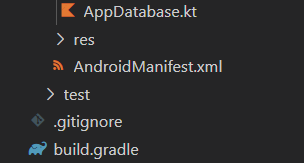 AppDatabase.kt
res
AndroidManifest.xml
test
.gitignore
build.gradle